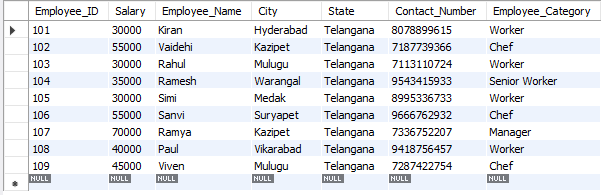 Employee_ID Salary Employee_Name City State Contact_Number Employee_Category
101 30000 Kiran Hyderabad Telangana 8078899615 Worker
102 55000 Vaidehi Kazipet Telangana 7187739366 Chef
103 30000 Rahul Mulugu Telangana 7113110724 Worker
104 35000 Ramesh Warangal Telangana 9543415933 Senior Worker
105 30000 Simi Medak Telangana 8995336733 Worker
106 55000 Sanvi Suryapet Telangana 9666762932 Chef
107 70000 Ramya Kazipet Telangana 7336752207 Manager
108 40000 Paul Vikarabad Telangana 9418756457 Worker
109 45000 Viven Mulugu Telangana 7287422754 Chef
NULL NULL NULL NULL NULL NULL NULL